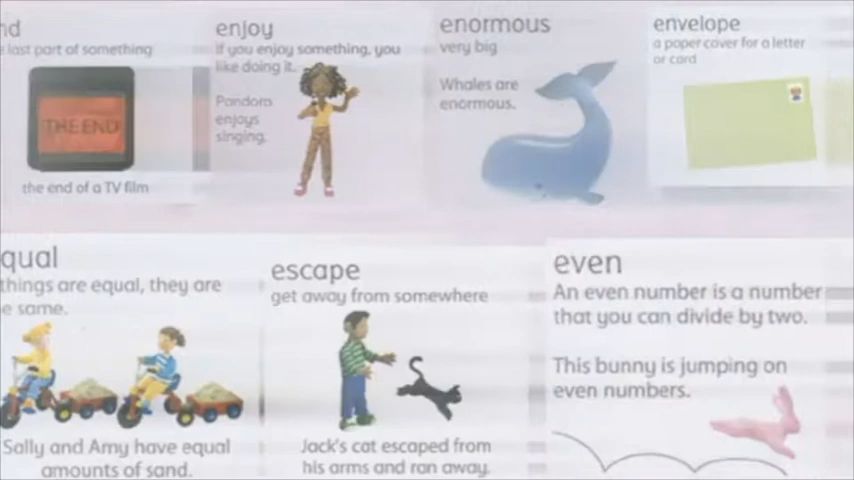 nd
e last part of something
THE END
the end of a TV film
enjoy
If you enjoy something, you
like doing it.
Pandora
enjoys
singing.
enormous
very big
Whales are
enormous.
envelope
a paper cover for a letter
or card
qual
things are equal, they are
e same.
Sally and Amy have equal
amounts of sand.
escape
get away from somewhere
Jack's cat escaped from
his arms and ran away.
even
An even number is a number
that you can divide by two.
This bunny is jumping on
even numbers.